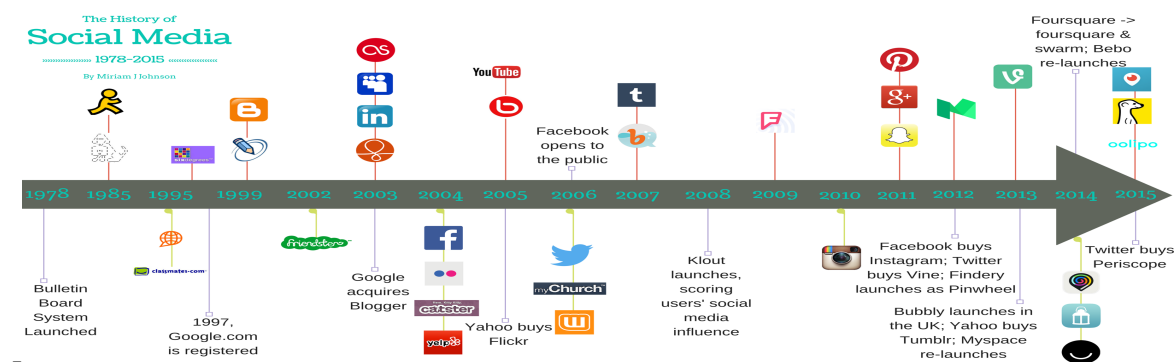 The History of
Social Media
1978-2015
By Miriam J Johnson
Foursquare ->
foursquare &
swarm; Bebo
re-launches
YouTube
Facebook
opens to
the public
sixdegrees
oolipo
1978 1985 1995 1999 2002 2003 2004 2005 2006 2007 2008 2009 2010 2011 2012 2013 2014 2015
Bulletin
Board
System
Launched
classmates.com
1997,
Google.com
is registered
friendster
Google
acquires
Blogger
catster
yelp
Yahoo buys
Flickr
myChurch
Klout
launches,
scoring
users' social
media
influence
Facebook buys
Instagram; Twitter
buys Vine; Findery
launches as Pinwheel
Bubbly launches in
the UK; Yahoo buys
Tumblr; Myspace
re-launches
Twitter buys
Periscope